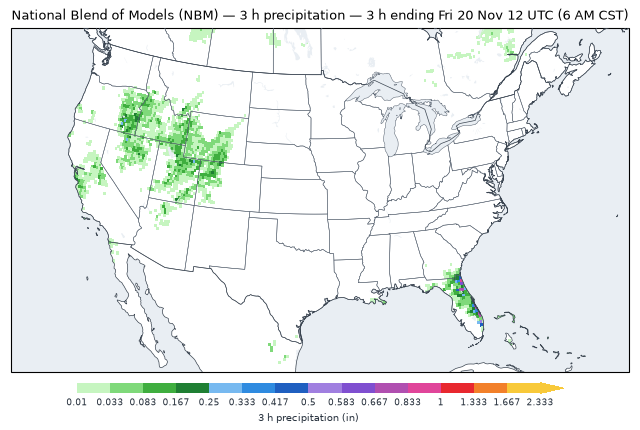 National Blend of Models (NBM) — 3 h precipitation — 3 h ending Fri 20 Nov 12 UTC (6 AM CST)
0.01 0.033 0.083 0.167 0.25 0.333 0.417 0.5 0.583 0.667 0.833 1 1.333 1.667 2.333
3 h precipitation (in)